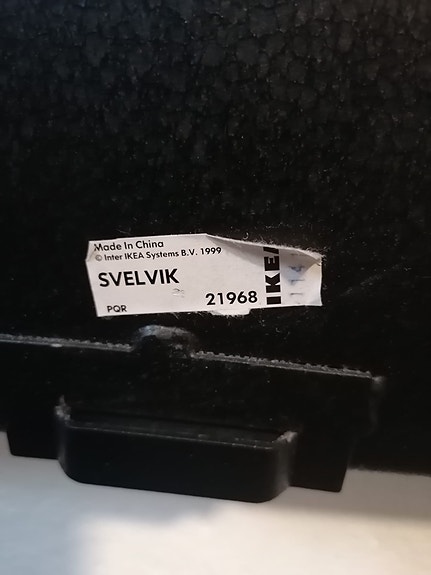 Made In China
© Inter IKEA Systems B.V. 1999
SVELVIK
21968
PQR
IKEA